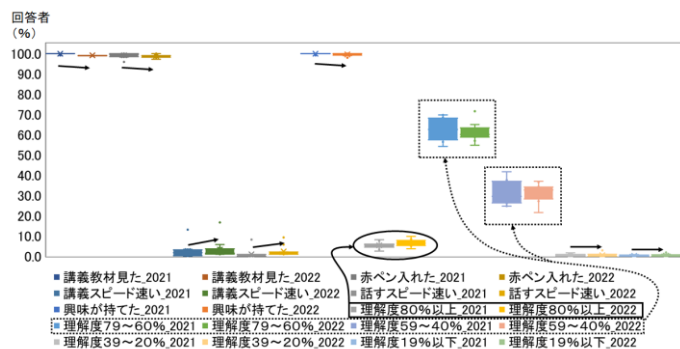 回答者
(%)
100.0
90.0
80.0
70.0
60.0
50.0
40.0
30.0
20.0
10.0
0.0
講義教材見た_2021 講義教材見た_2022 赤ペン入れた_2021 赤ペン入れた_2022
講義スピード速い_2021 講義スピード速い_2022 話すスピード速い_2021 話すスピード速い_2022
興味が持てた_2021 興味が持てた_2022 理解度80%以上_2021 理解度80%以上_2022
理解度79～60%_2021 理解度79～60%_2022 理解度59～40%_2021 理解度59～40%_2022
理解度39～20%_2021 理解度39～20%_2022 理解度19%以下_2021 理解度19%以下_2022